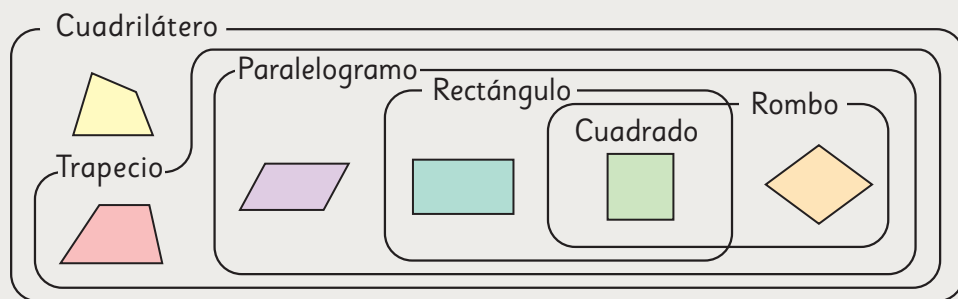 Cuadrilátero
Paralelogramo
Rectángulo
Rombo
Cuadrado
Trapecio